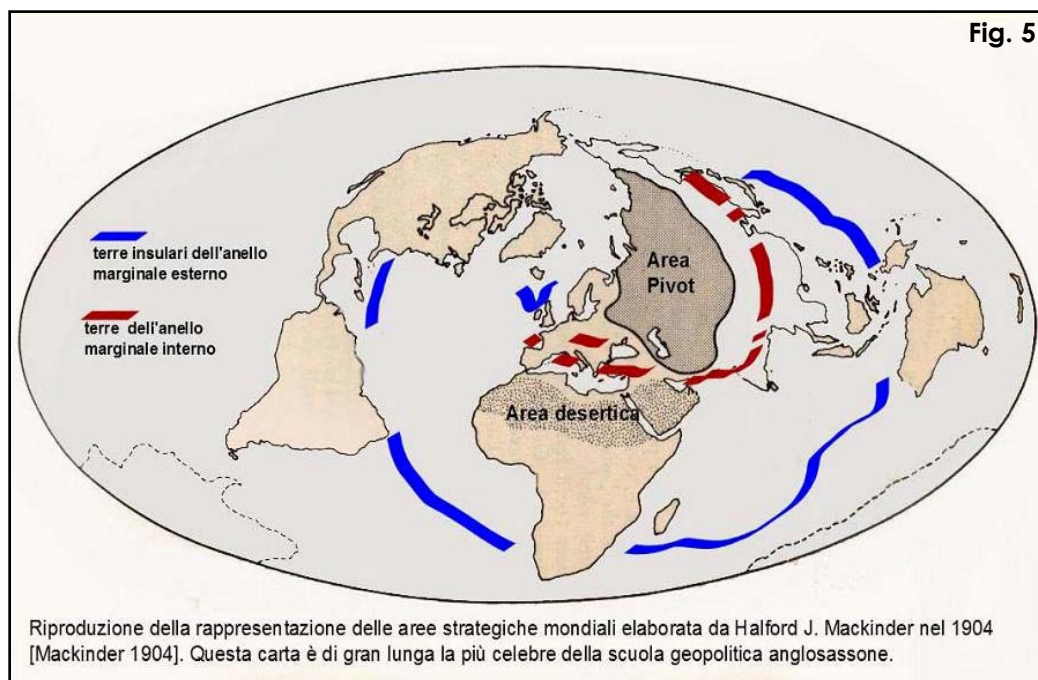 Fig. 5
terre insulari dell'anello
marginale esterno
terre dell'anello
marginale interno
Area
Pivot
Area desertica
Riproduzione della rappresentazione delle aree strategiche mondiali elaborata da Halford J. Mackinder nel 1904
[Mackinder 1904]. Questa carta è di gran lunga la più celebre della scuola geopolitica anglosassone.